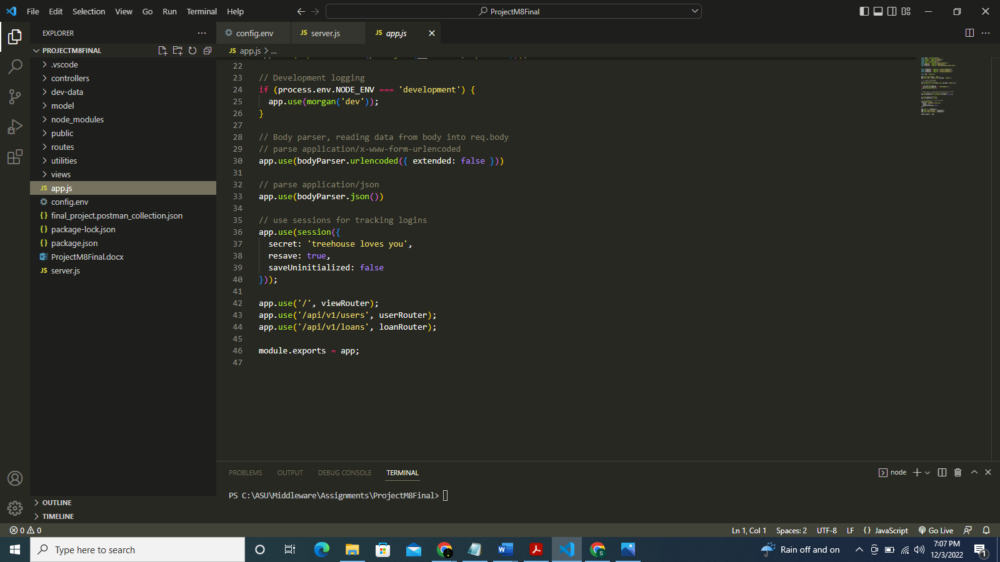 File Edit Selection View Go Run Terminal Help
ProjectM8Final
EXPLORER
config.env
JS server.js
JS app.js
PROJECTM8FINAL
JS app.js > ...
.vscode
controllers
dev-data
model
node_modules
public
routes
utilities
views
JS app.js
config.env
{} final_project.postman_collection.json
{} package-lock.json
{} package.json
ProjectM8Final.docx
JS server.js
OUTLINE
TIMELINE
22
23 // Development logging
24 if (process.env.NODE_ENV === 'development') {
25 app.use(morgan('dev'));
26 }
27
28 // Body parser, reading data from body into req.body
29 // parse application/x-www-form-urlencoded
30 app.use(bodyParser.urlencoded({ extended: false }))
31
32 // parse application/json
33 app.use(bodyParser.json())
34
35 // use sessions for tracking logins
36 app.use(session({
37 secret: 'treehouse loves you',
38 resave: true,
39 saveUninitialized: false
40 }));
41
42 app.use('/', viewRouter);
43 app.use('/api/v1/users', userRouter);
44 app.use('/api/v1/loans', loanRouter);
45
46 module.exports = app;
47
PROBLEMS OUTPUT DEBUG CONSOLE TERMINAL
node
PS C:\ASU\Middleware\Assignments\ProjectM8Final>
0 0
Ln 1, Col 1 Spaces: 2 UTF-8 LF {} JavaScript Go Live
Type here to search
Rain off and on
7:07 PM
12/3/2022
1